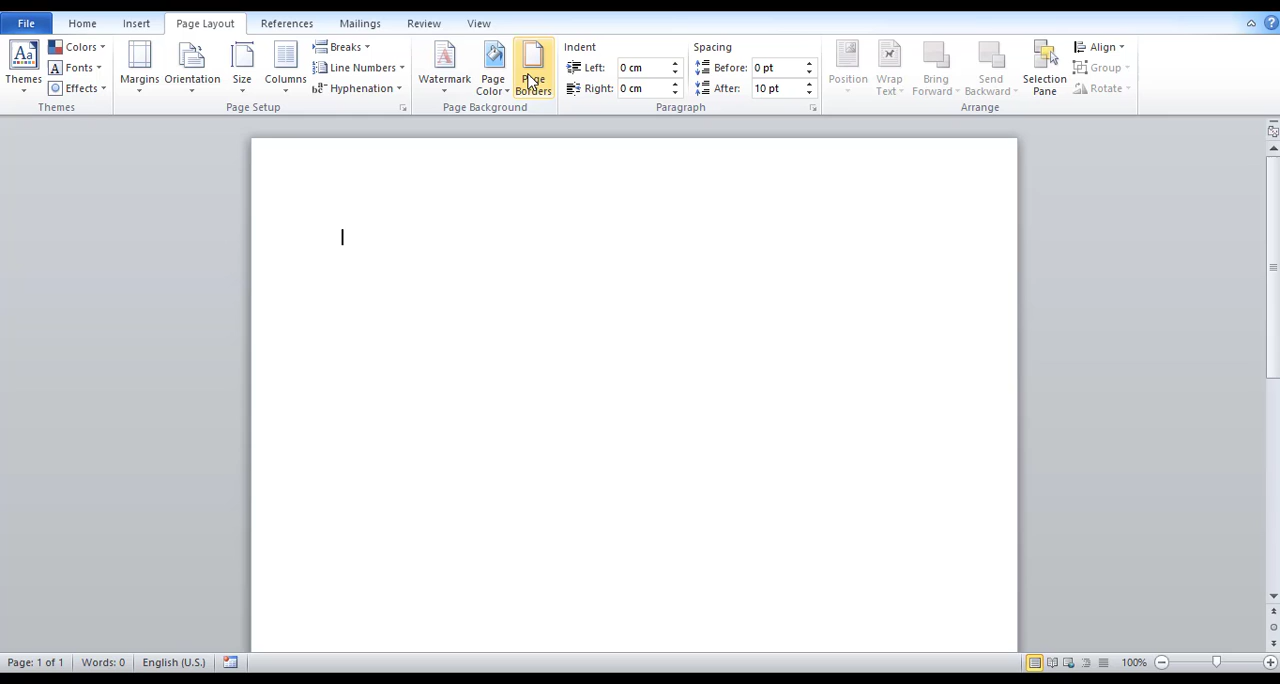 File Home Insert Page Layout References Mailings Review View
Colors Breaks Indent Spacing Align
Fonts Line Numbers Left: 0 cm Before: 0 pt Group
Themes Margins Orientation Size Columns Watermark Page Color Page Borders Position Wrap Text Bring Forward Send Backward Selection Pane
Effects Hyphenation Right: 0 cm After: 10 pt Rotate
Themes Page Setup Page Background Paragraph Arrange
Page: 1 of 1 Words: 0 English (U.S.) 100%